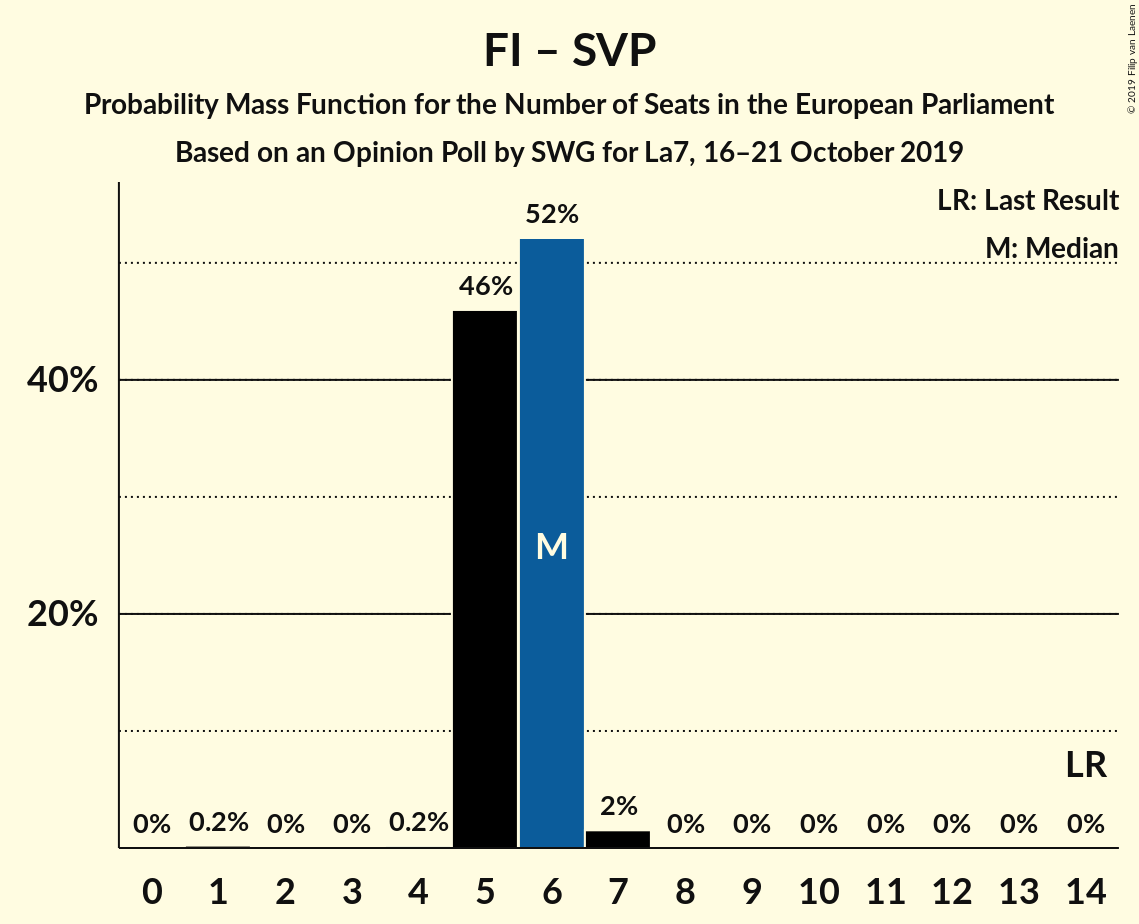 FI – SVP
Probability Mass Function for the Number of Seats in the European Parliament
Based on an Opinion Poll by SWG for La7, 16–21 October 2019
© 2019 Filip van Laenen
LR: Last Result
M: Median
52%
46%
40%
M
20%
LR
0% 0.2% 0% 0% 0.2% 2% 0% 0% 0% 0% 0% 0% 0%
0 1 2 3 4 5 6 7 8 9 10 11 12 13 14